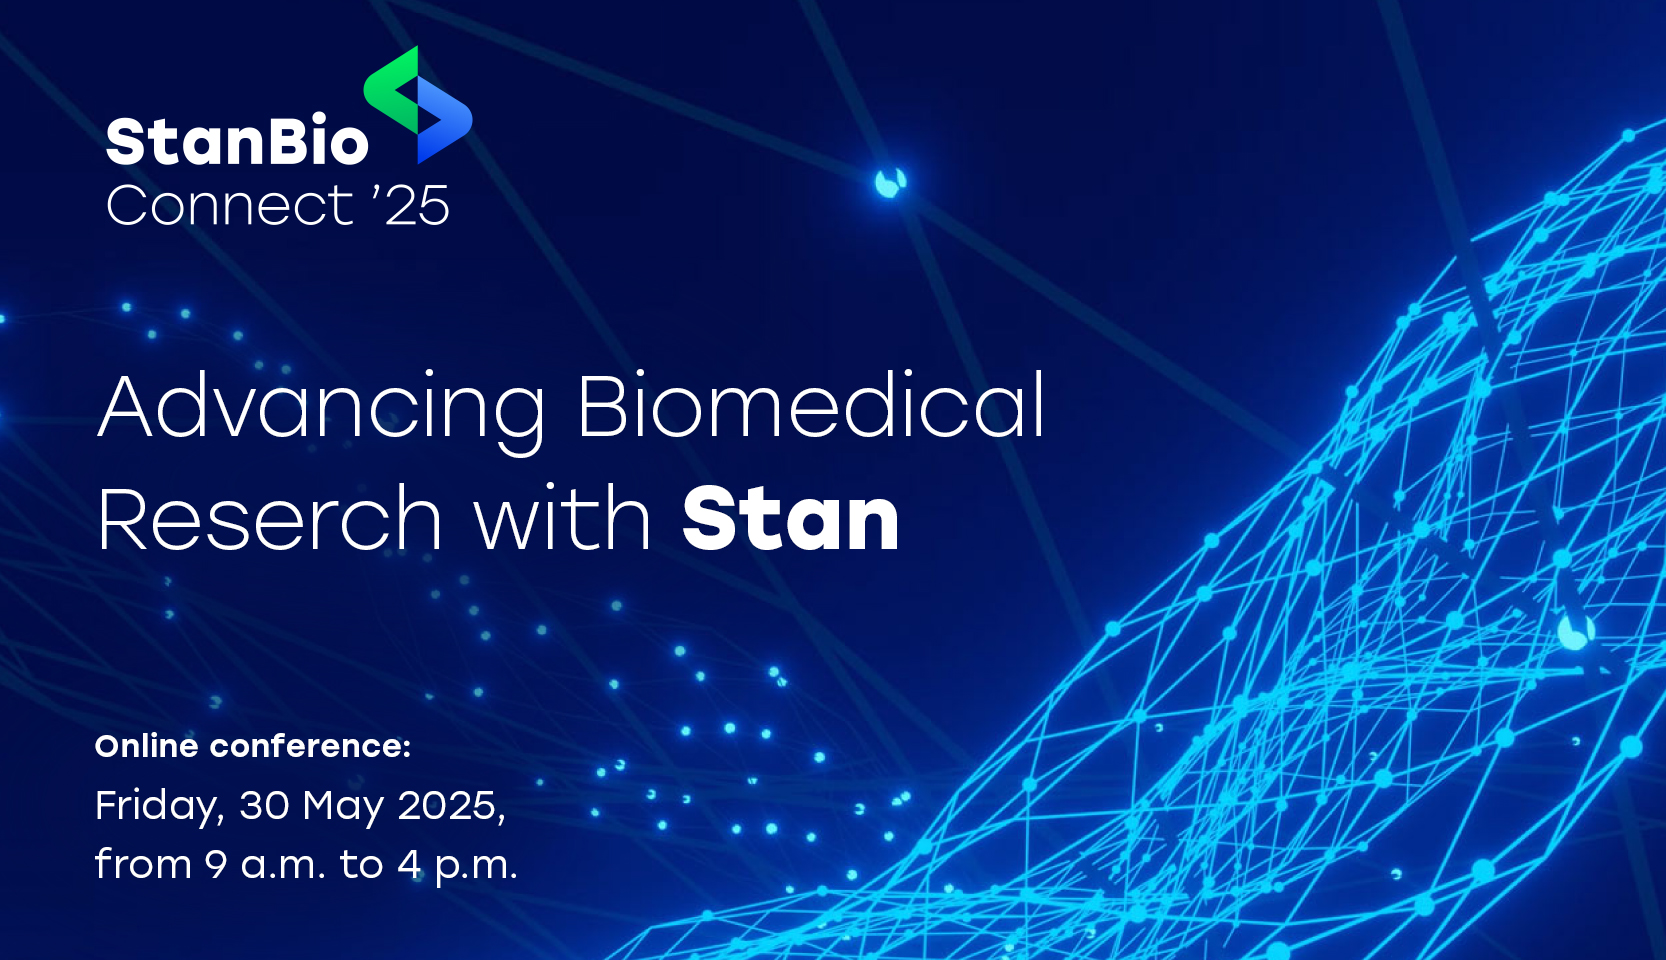 StanBio
Connect ’25
Advancing Biomedical
Reserch with Stan
Online conference:
Friday, 30 May 2025,
from 9 a.m. to 4 p.m.